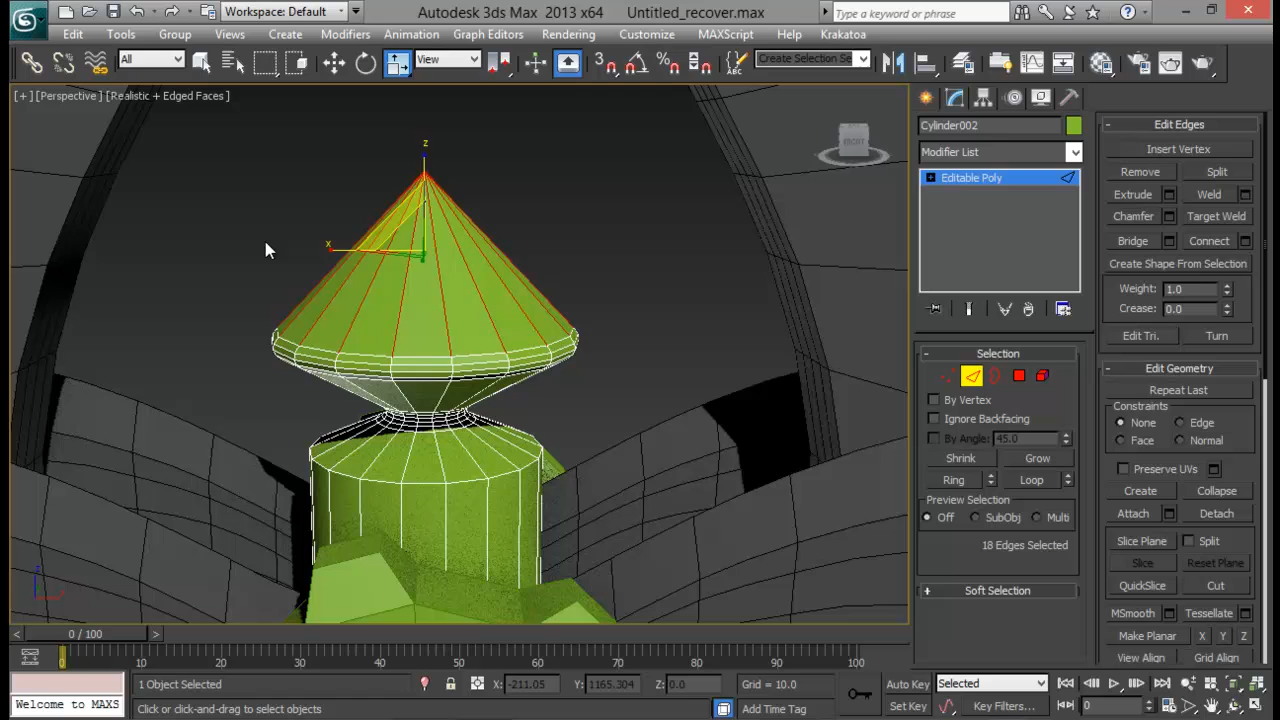 Workspace: Default
Autodesk 3ds Max 2013 x64 Untitled_recover.max
Type a keyword or phrase
Edit Tools Group Views Create Modifiers Animation Graph Editors Rendering Customize MAXScript Help Krakatoa
All
View
Create Selection Se
[+] [Perspective] [Realistic + Edged Faces]
z
x
FRONT
Cylinder002
Modifier List
Editable Poly
Selection
By Vertex
Ignore Backfacing
By Angle: 45.0
Shrink Grow
Ring Loop
Preview Selection
Off SubObj Multi
18 Edges Selected
Soft Selection
Edit Edges
Insert Vertex
Remove Split
Extrude Weld
Chamfer Target Weld
Bridge Connect
Create Shape From Selection
Weight: 1.0
Crease: 0.0
Edit Tri. Turn
Edit Geometry
Repeat Last
Constraints
None Edge
Face Normal
Preserve UVs
Create Collapse
Attach Detach
Slice Plane Split
Slice Reset Plane
QuickSlice Cut
MSmooth Tessellate
Make Planar X Y Z
View Align Grid Align
0 / 100
0 10 20 30 40 50 60 70 80 90 100
1 Object Selected
X: -211.05 Y: 1165.304 Z: 0.0
Grid = 10.0
Auto Key Selected
Welcome to MAXS
Click or click-and-drag to select objects
Add Time Tag
Set Key Key Filters... 0